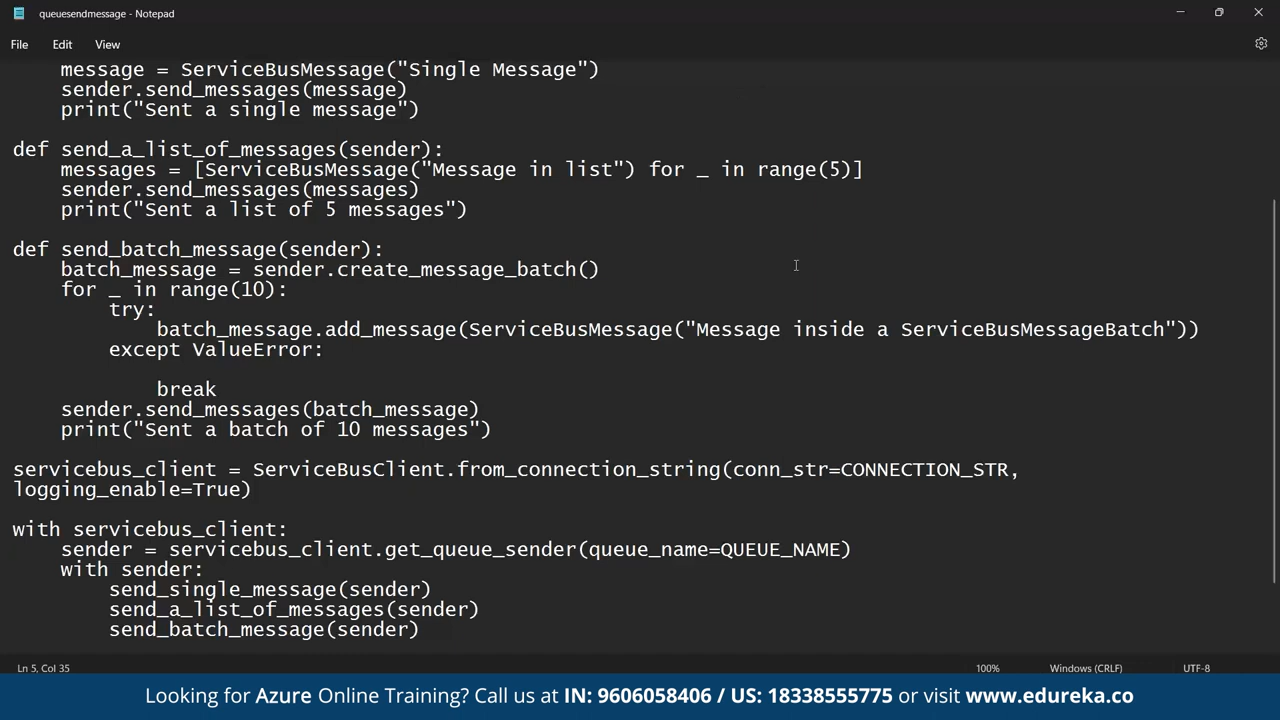 queuesendmessage - Notepad
File Edit View
    message = ServiceBusMessage("Single Message")
    sender.send_messages(message)
    print("Sent a single message")
def send_a_list_of_messages(sender):
    messages = [ServiceBusMessage("Message in list") for _ in range(5)]
    sender.send_messages(messages)
    print("Sent a list of 5 messages")
def send_batch_message(sender):
    batch_message = sender.create_message_batch()
    for _ in range(10):
        try:
            batch_message.add_message(ServiceBusMessage("Message inside a ServiceBusMessageBatch"))
        except ValueError:
            break
    sender.send_messages(batch_message)
    print("Sent a batch of 10 messages")
servicebus_client = ServiceBusClient.from_connection_string(conn_str=CONNECTION_STR,
logging_enable=True)
with servicebus_client:
    sender = servicebus_client.get_queue_sender(queue_name=QUEUE_NAME)
    with sender:
        send_single_message(sender)
        send_a_list_of_messages(sender)
        send_batch_message(sender)
Ln 5, Col 35 100% Windows (CRLF) UTF-8
Looking for Azure Online Training? Call us at IN: 9606058406 / US: 18338555775 or visit www.edureka.co